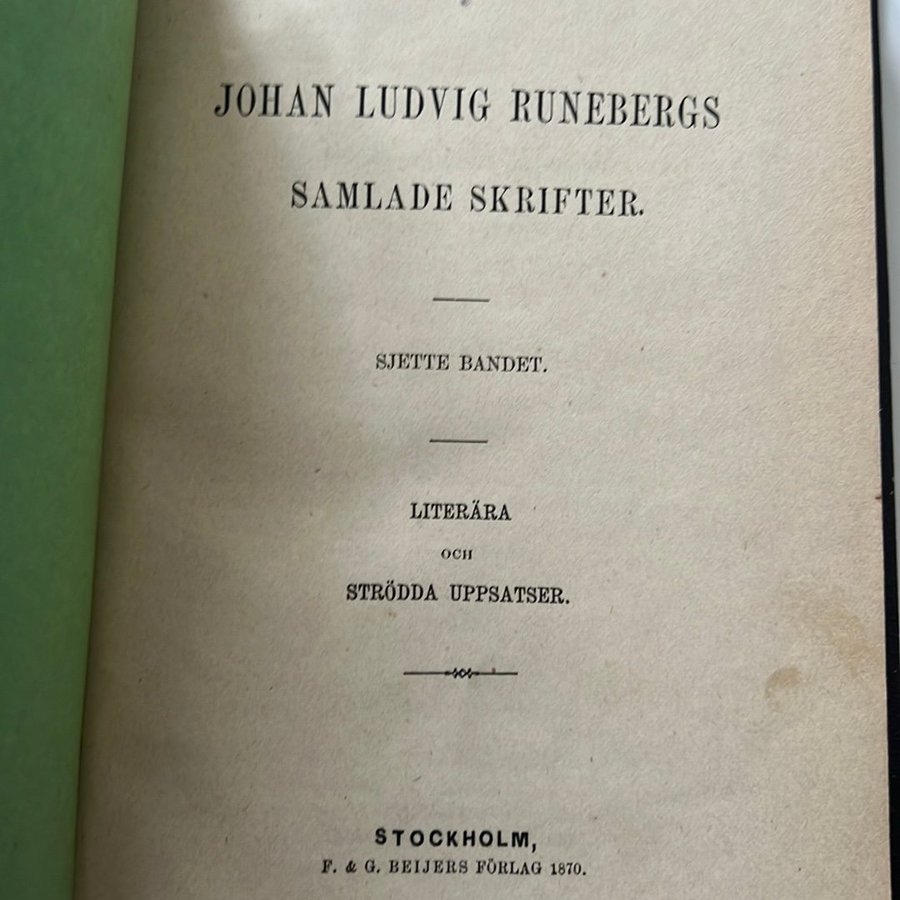 JOHAN LUDVIG RUNEBERGS
SAMLADE SKRIFTER.
SJETTE BANDET.
LITERÄRA
OCH
STRÖDDA UPPSATSER.
STOCKHOLM,
F. & G. BEIJERS FÖRLAG 1870.